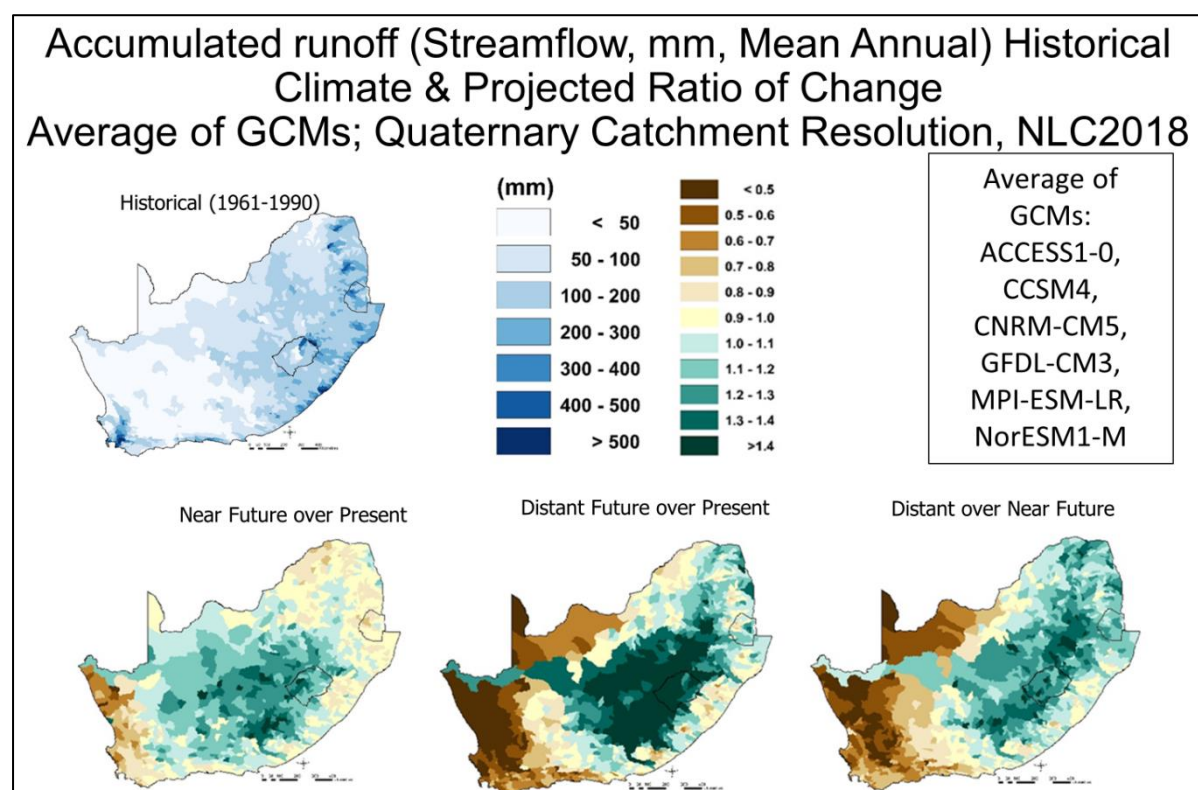 Accumulated runoff (Streamflow, mm, Mean Annual) Historical
Climate & Projected Ratio of Change
Average of GCMs; Quaternary Catchment Resolution, NLC2018
Historical (1961-1990)
(mm)
< 50
50 - 100
100 - 200
200 - 300
300 - 400
400 - 500
> 500
< 0.5
0.5 - 0.6
0.6 - 0.7
0.7 - 0.8
0.8 - 0.9
0.9 - 1.0
1.0 - 1.1
1.1 - 1.2
1.2 - 1.3
1.3 - 1.4
>1.4
Average of
GCMs:
ACCESS1-0,
CCSM4,
CNRM-CM5,
GFDL-CM3,
MPI-ESM-LR,
NorESM1-M
Near Future over Present
Distant Future over Present
Distant over Near Future